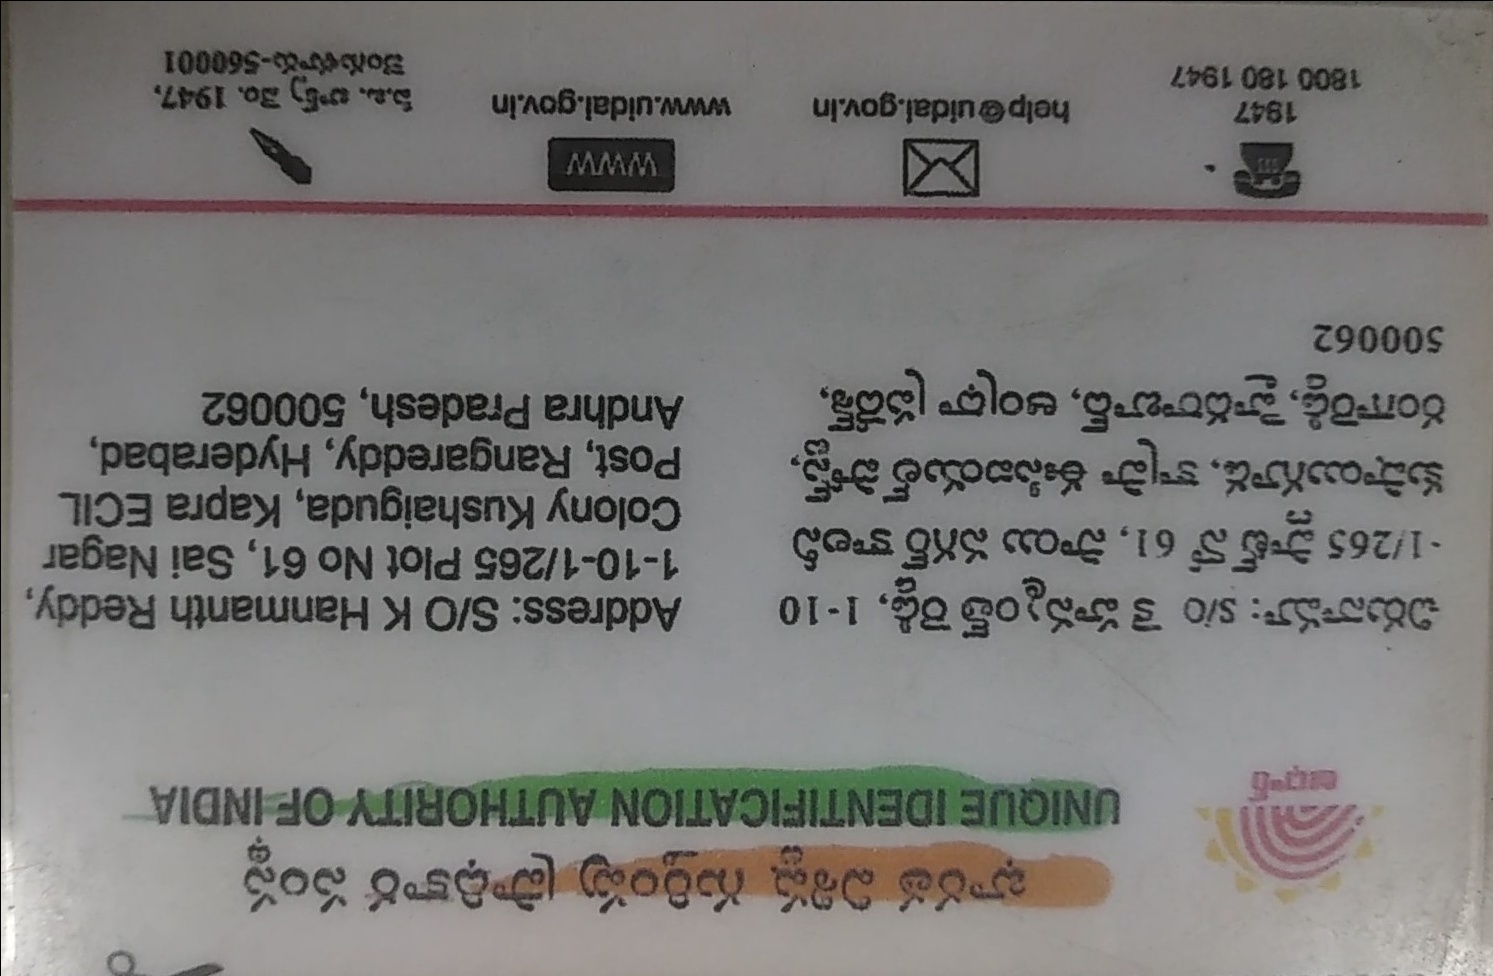 భారత విశిష్ట గుర్తింపు ప్రాధికార సంస్థ
UNIQUE IDENTIFICATION AUTHORITY OF INDIA
ఆధార్
చిరునామా: S/O కె హన్మంత్ రెడ్డి, 1-10
-1/265 ప్లాట్ నో 61, సాయి నగర్ కాలనీ
కుషాయిగూడ, కాప్రా ఈసిఐయల్ పోస్ట్,
రంగారెడ్డి, హైదరాబాద్, ఆంధ్ర ప్రదేశ్,
500062
Address: S/O K Hanmanth Reddy,
1-10-1/265 Plot No 61, Sai Nagar
Colony Kushaiguda, Kapra ECIL
Post, Rangareddy, Hyderabad,
Andhra Pradesh, 500062
1947
1800 180 1947
help@uidai.gov.in
WWW
www.uidai.gov.in
పి.ఒ. బాక్స్ నెం. 1947,
బెంగుళూరు-560001